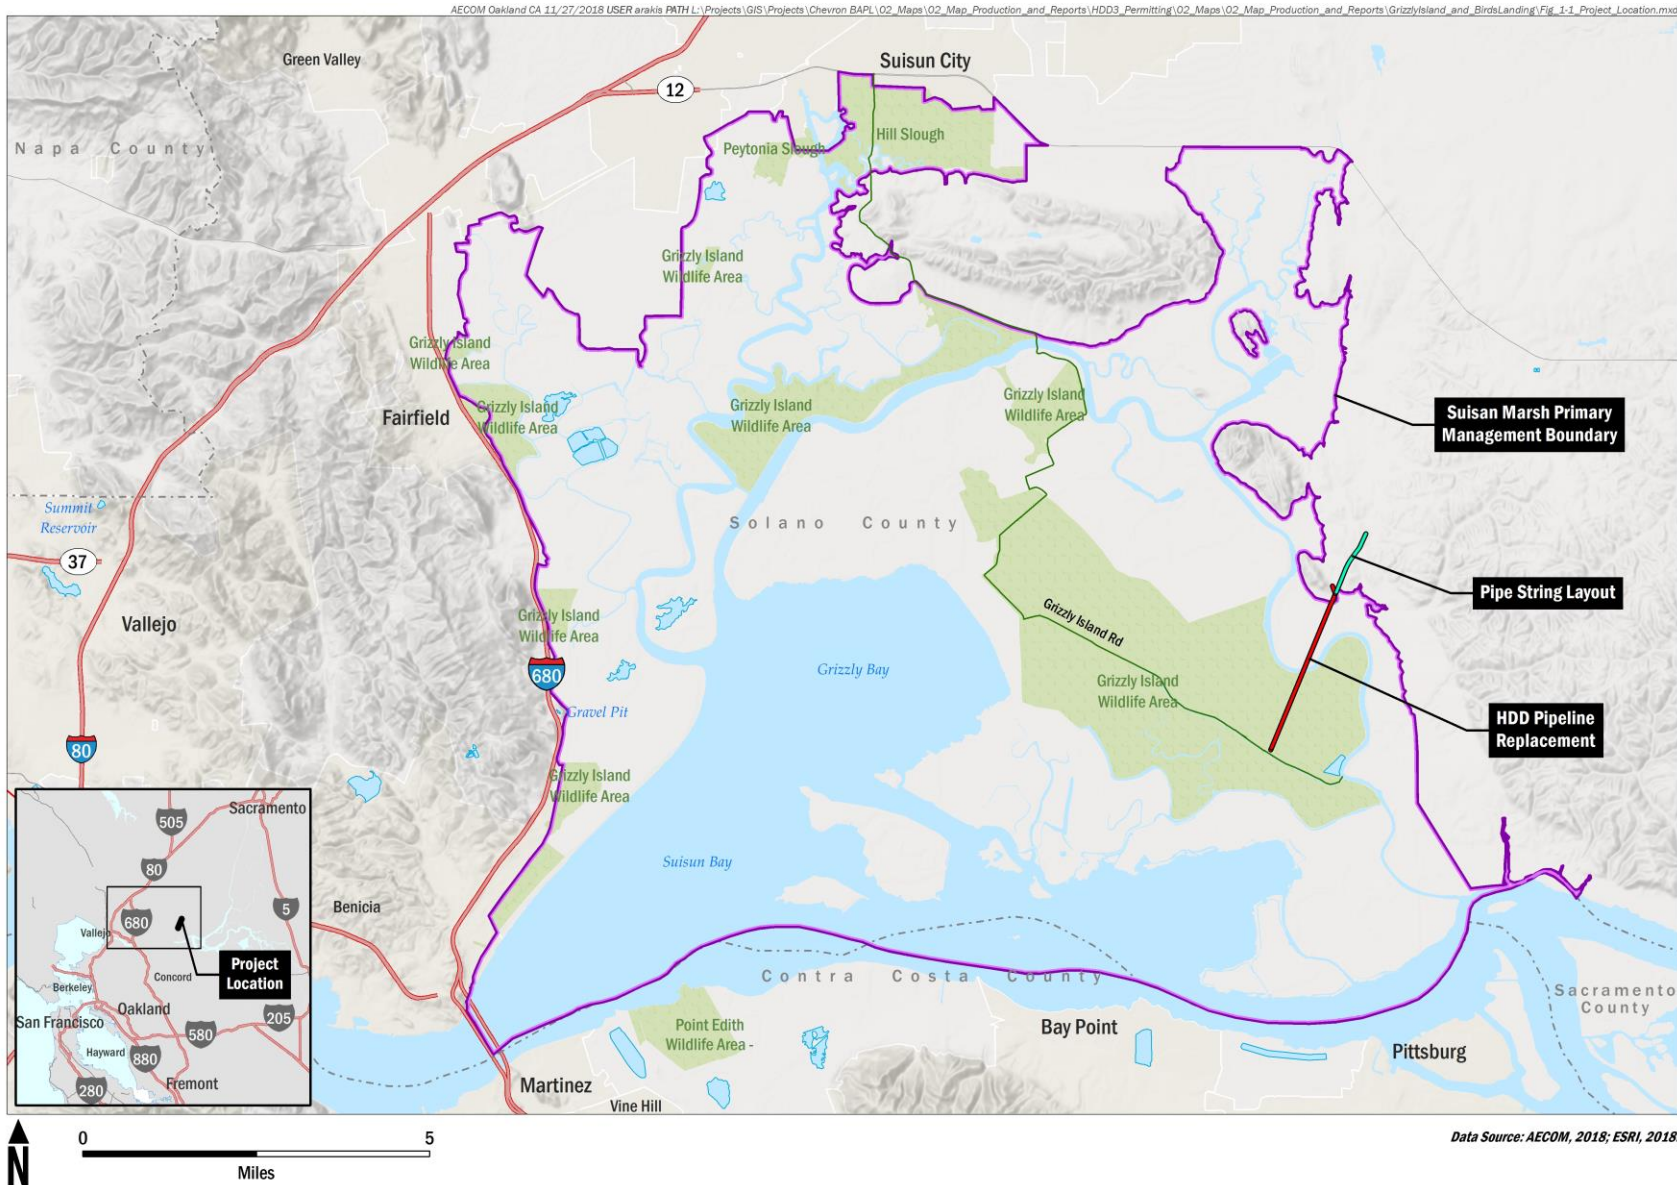 AECOM Oakland CA 11/27/2018 USER arakis PATH L:\Projects\GIS\Projects\Chevron BAPL\02_Maps\02_Map_Production_and_Reports\HDD3_Permitting\02_Maps\02_Map_Production_and_Reports\GrizzlyIsland_and_BirdsLanding\Fig_1-1_Project_Location.mxd
Green Valley
Suisun City
12
Napa County
Peytonia Slough
Hill Slough
Grizzly Island
Wildlife Area
Grizzly Island
Wildlife Area
Fairfield
Grizzly Island
Wildlife Area
Grizzly Island
Wildlife Area
Grizzly Island
Wildlife Area
Suisan Marsh Primary
Management Boundary
Summit
Reservoir
Solano County
37
Pipe String Layout
Vallejo
Grizzly Island
Wildlife Area
Grizzly Island Rd
680
Grizzly Bay
Grizzly Island
Wildlife Area
Gravel Pit
HDD Pipeline
Replacement
80
Grizzly Island
Wildlife Area
Suisun Bay
Benicia
Contra Costa County
Sacramento
County
Point Edith
Wildlife Area -
Bay Point
Pittsburg
Martinez
Vine Hill
Sacramento
505
80
5
680
Vallejo
Project
Location
Concord
Berkeley
Oakland
San Francisco
205
580
Hayward
880
Fremont
280
N
0
5
Miles
Data Source: AECOM, 2018; ESRI, 2018.